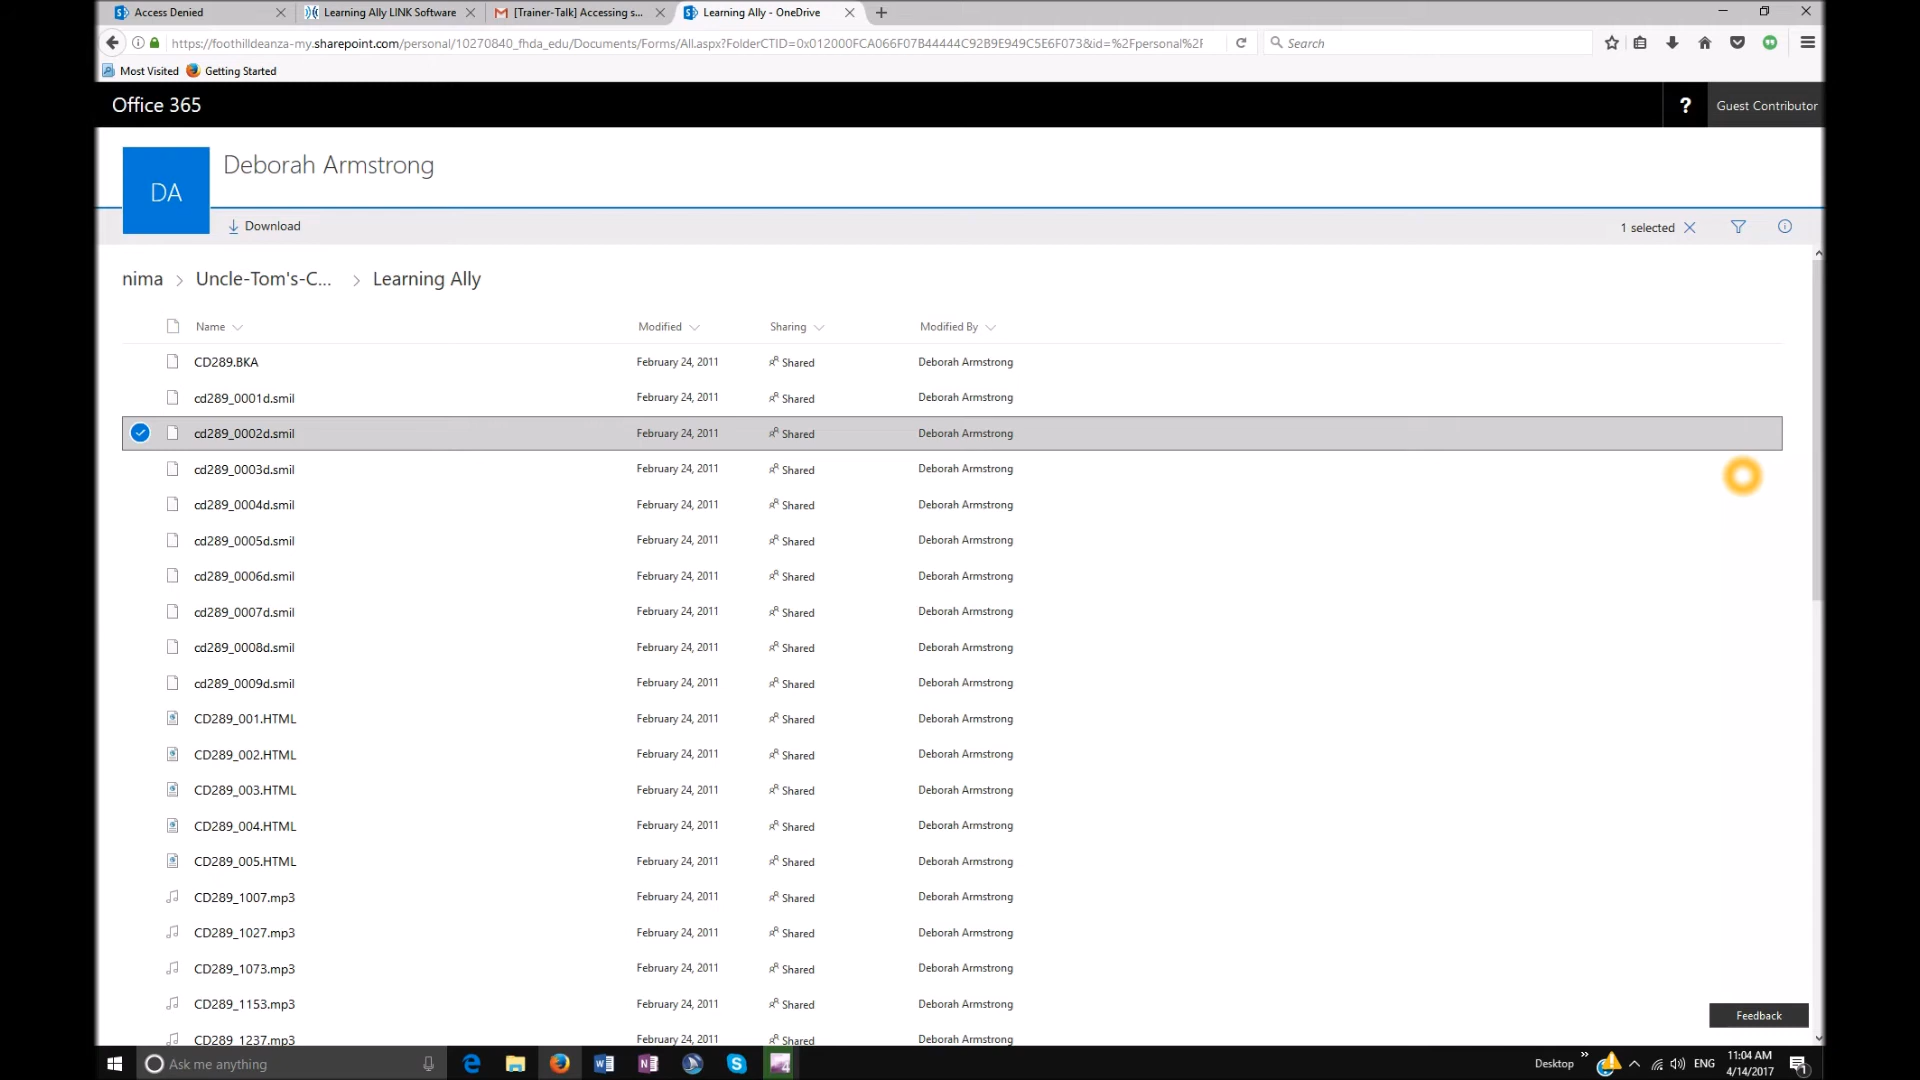 Access Denied
Learning Ally LINK Software
[Trainer-Talk] Accessing s...
Learning Ally - OneDrive
https://foothilldeanza-my.sharepoint.com/personal/10270840_fhda_edu/Documents/Forms/All.aspx?FolderCTID=0x012000FCA066F07B44444C92B9E949C5E6F073&id=%2Fpersonal%2F
Search
Most Visited
Getting Started
Office 365
?
Guest Contributor
DA
Deborah Armstrong
Download
1 selected
nima > Uncle-Tom's-C... > Learning Ally
Name Modified Sharing Modified By
CD289.BKA February 24, 2011 Shared Deborah Armstrong
cd289_0001d.smil February 24, 2011 Shared Deborah Armstrong
cd289_0002d.smil February 24, 2011 Shared Deborah Armstrong
cd289_0003d.smil February 24, 2011 Shared Deborah Armstrong
cd289_0004d.smil February 24, 2011 Shared Deborah Armstrong
cd289_0005d.smil February 24, 2011 Shared Deborah Armstrong
cd289_0006d.smil February 24, 2011 Shared Deborah Armstrong
cd289_0007d.smil February 24, 2011 Shared Deborah Armstrong
cd289_0008d.smil February 24, 2011 Shared Deborah Armstrong
cd289_0009d.smil February 24, 2011 Shared Deborah Armstrong
CD289_001.HTML February 24, 2011 Shared Deborah Armstrong
CD289_002.HTML February 24, 2011 Shared Deborah Armstrong
CD289_003.HTML February 24, 2011 Shared Deborah Armstrong
CD289_004.HTML February 24, 2011 Shared Deborah Armstrong
CD289_005.HTML February 24, 2011 Shared Deborah Armstrong
CD289_1007.mp3 February 24, 2011 Shared Deborah Armstrong
CD289_1027.mp3 February 24, 2011 Shared Deborah Armstrong
CD289_1073.mp3 February 24, 2011 Shared Deborah Armstrong
CD289_1153.mp3 February 24, 2011 Shared Deborah Armstrong
CD289_1237.mp3 February 24, 2011 Shared Deborah Armstrong
Feedback
Ask me anything
Desktop
ENG
11:04 AM
4/14/2017